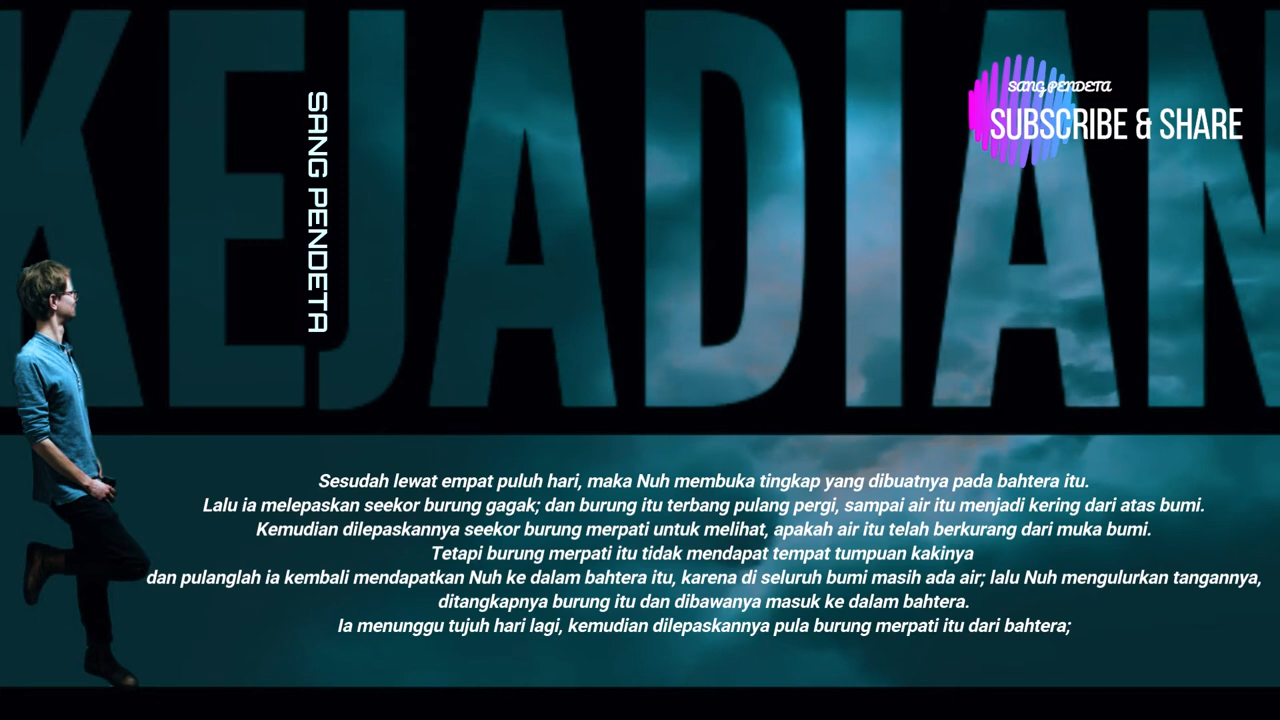 KEJADIAN
SANG PENDETA
SANG PENDETA
SUBSCRIBE & SHARE
Sesudah lewat empat puluh hari, maka Nuh membuka tingkap yang dibuatnya pada bahtera itu.
Lalu ia melepaskan seekor burung gagak; dan burung itu terbang pulang pergi, sampai air itu menjadi kering dari atas bumi.
Kemudian dilepaskannya seekor burung merpati untuk melihat, apakah air itu telah berkurang dari muka bumi.
Tetapi burung merpati itu tidak mendapat tempat tumpuan kakinya
dan pulanglah ia kembali mendapatkan Nuh ke dalam bahtera itu, karena di seluruh bumi masih ada air; lalu Nuh mengulurkan tangannya,
ditangkapnya burung itu dan dibawanya masuk ke dalam bahtera.
Ia menunggu tujuh hari lagi, kemudian dilepaskannya pula burung merpati itu dari bahtera;